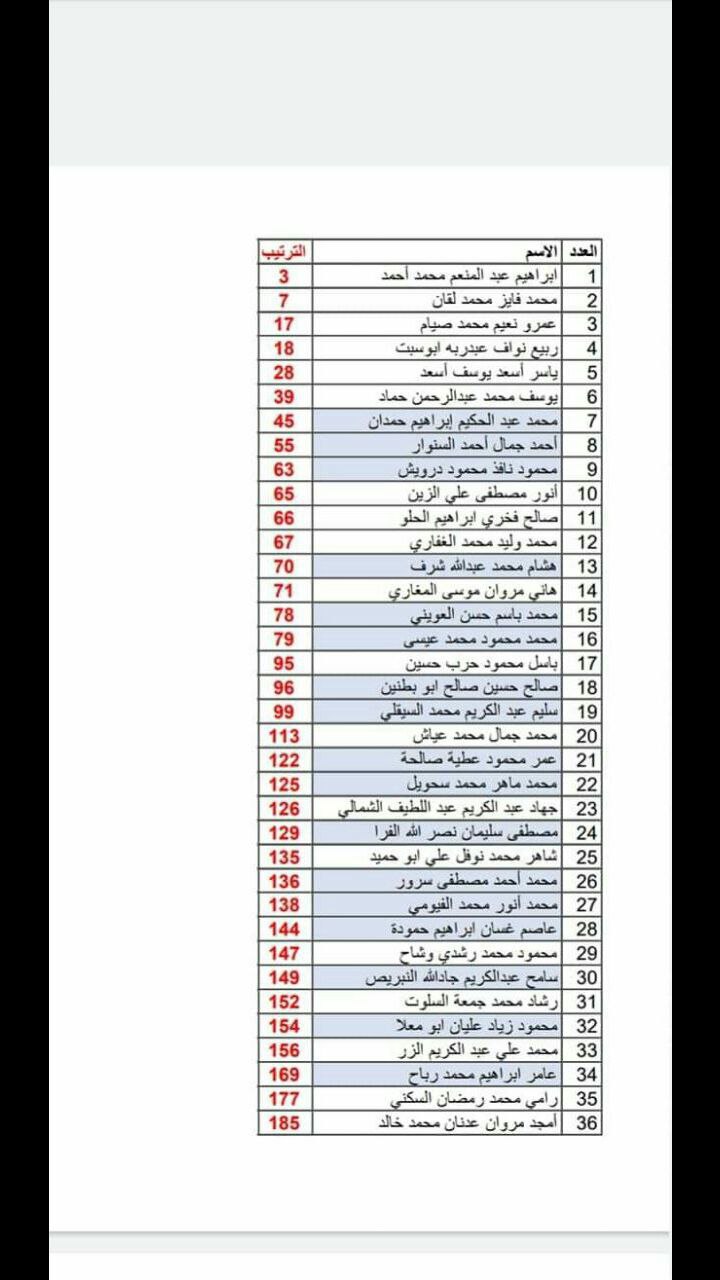 العدد الاسم الترتيب
1 ابراهيم عبد المنعم محمد أحمد 3
2 محمد فايز محمد لقان 7
3 عمرو نعيم محمد صيام 17
4 ربيع نواف عبدربه ابوسبت 18
5 ياسر أسعد يوسف أسعد 28
6 يوسف محمد عبدالرحمن حماد 39
7 محمد عبد الحكيم إبراهيم حمدان 45
8 أحمد جمال أحمد السنوار 55
9 محمود نافذ محمود درويش 63
10 أنور مصطفى علي الزين 65
11 صالح فخري ابراهيم الحلو 66
12 محمد وليد محمد الغفاري 67
13 هشام محمد عبدالله شرف 70
14 هاني مروان موسى المغاري 71
15 محمد باسم حسن العويني 78
16 محمد محمود محمد عيسى 79
17 باسل محمود حرب حسين 95
18 صالح حسين صالح ابو بطنين 96
19 سليم عبد الكريم محمد السيقلي 99
20 محمد جمال محمد عياش 113
21 عمر محمود عطية صالحة 122
22 محمد ماهر محمد سحويل 125
23 جهاد عبد الكريم عبد اللطيف الشمالي 126
24 مصطفى سليمان نصر الله الفرا 129
25 شاهر محمد نوفل علي ابو حميد 135
26 محمد أحمد مصطفى سرور 136
27 محمد أنور محمد الفيومي 138
28 عاصم غسان ابراهيم حمودة 144
29 محمود محمد رشدي وشاح 147
30 سامح عبدالكريم جادالله النبريص 149
31 رشاد محمد جمعة السلوت 152
32 محمود زياد عليان ابو معلا 154
33 محمد علي عبد الكريم الزر 156
34 عامر ابراهيم محمد رباح 169
35 رامي محمد رمضان السكني 177
36 أمجد مروان عدنان محمد خالد 185